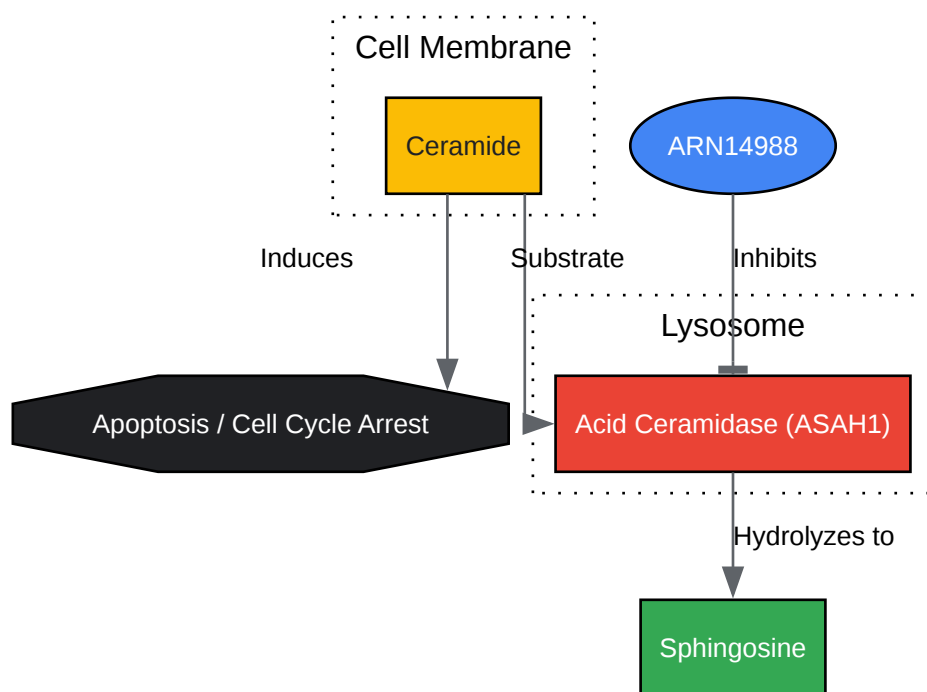 Cell Membrane
Ceramide
ARN14988
Induces
Substrate
Inhibits
Lysosome
Apoptosis / Cell Cycle Arrest
Acid Ceramidase (ASAH1)
Hydrolyzes to
Sphingosine